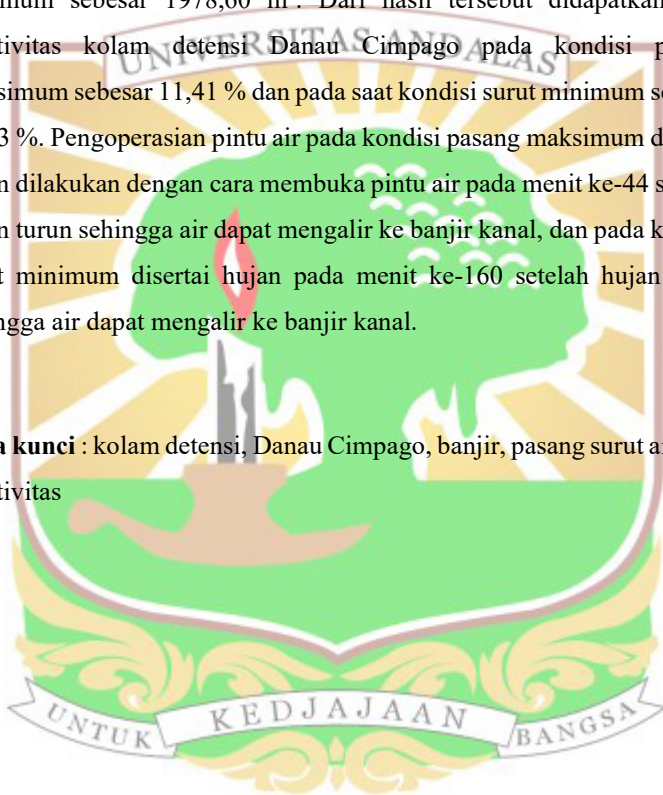 imum sebesar 1978,60 m³. Dari hasil tersebut didapatkan
tivitas kolam detensi Danau Cimpago pada kondisi p
UNIVERSITAS ANDALAS
simum sebesar 11,41 % dan pada saat kondisi surut minimum s
3 %. Pengoperasian pintu air pada kondisi pasang maksimum d
n dilakukan dengan cara membuka pintu air pada menit ke-44 s
n turun sehingga air dapat mengalir ke banjir kanal, dan pada k
t minimum disertai hujan pada menit ke-160 setelah hujan
ngga air dapat mengalir ke banjir kanal.
a kunci : kolam detensi, Danau Cimpago, banjir, pasang surut a
tivitas
UNTUK KEDJAJAAN BANGSA